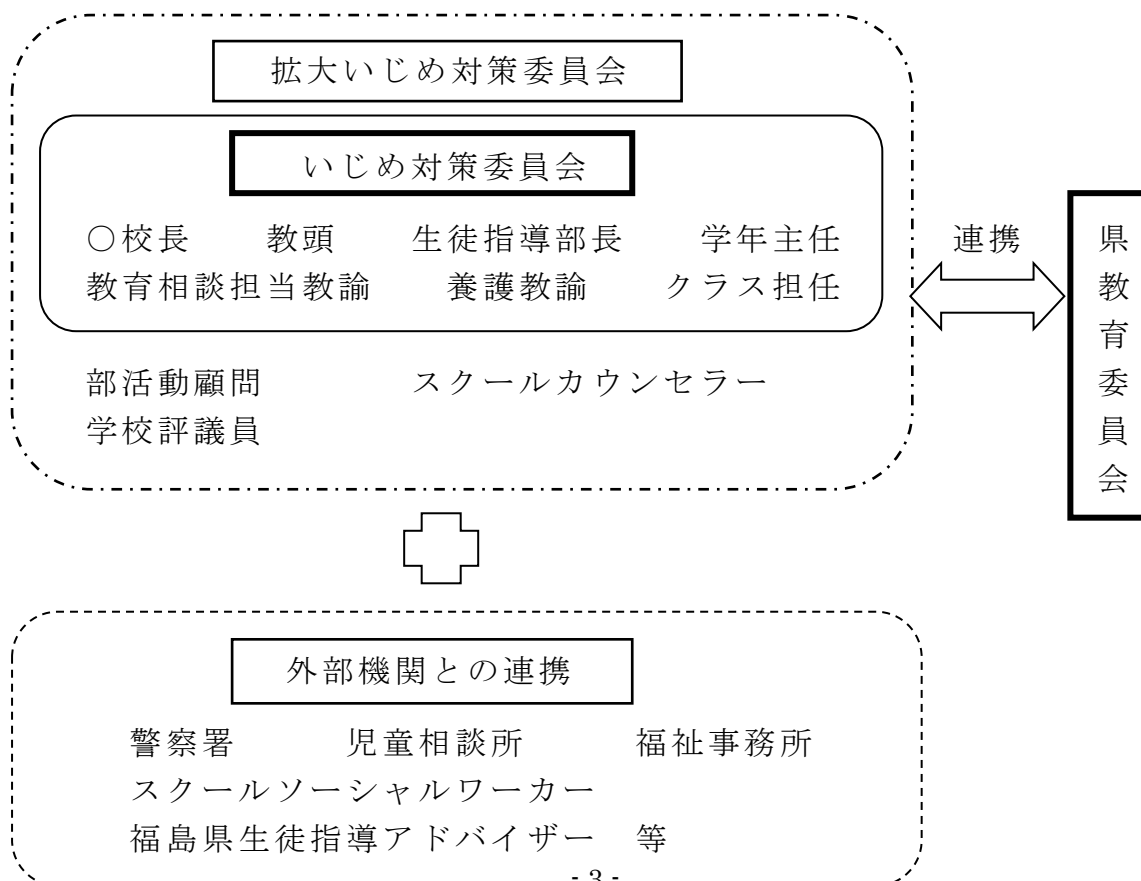 拡大いじめ対策委員会
いじめ対策委員会
〇校長 教頭 生徒指導部長 学年主任
教育相談担当教諭 養護教諭 クラス担任
部活動顧問 スクールカウンセラー
学校評議員
連携
県教育委員会
外部機関との連携
警察署 児童相談所 福祉事務所
スクールソーシャルワーカー
福島県生徒指導アドバイザー 等
- 3 -